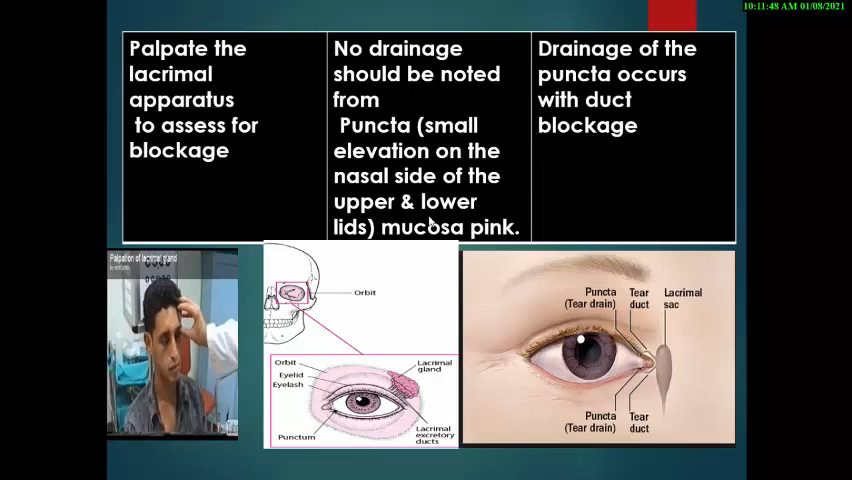 10:11:48 AM 01/08/2021
Palpate the
lacrimal
apparatus
to assess for
blockage
No drainage
should be noted
from
Puncta (small
elevation on the
nasal side of the
upper & lower
lids) mucosa pink.
Drainage of the
puncta occurs
with duct
blockage
Palpation of lacrimal gland
Orbit
Orbit
Eyelid
Eyelash
Punctum
Lacrimal
gland
Lacrimal
excretory
ducts
Puncta
(Tear drain)
Tear
duct
Lacrimal
sac
Puncta
(Tear drain)
Tear
duct